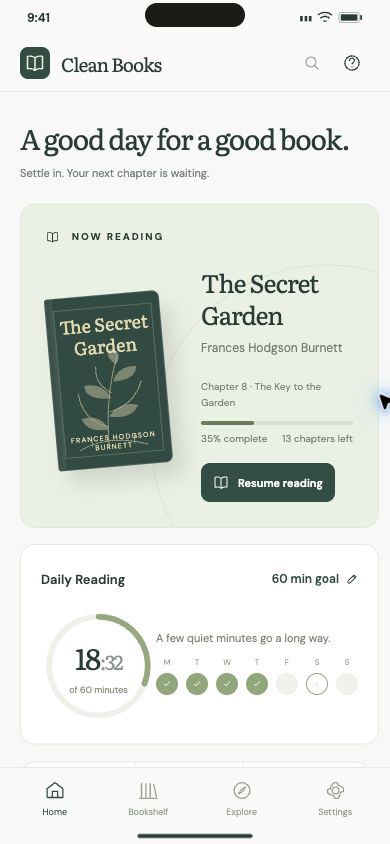 9:41
Clean Books
A good day for a good book.
Settle in. Your next chapter is waiting.
NOW READING
The Secret
Garden
FRANCES HODGSON
BURNETT
The Secret
Garden
Frances Hodgson Burnett
Chapter 8 · The Key to the
Garden
35% complete 13 chapters left
Resume reading
Daily Reading 60 min goal
18:32
of 60 minutes
A few quiet minutes go a long way.
M T W T F S S
Home Bookshelf Explore Settings